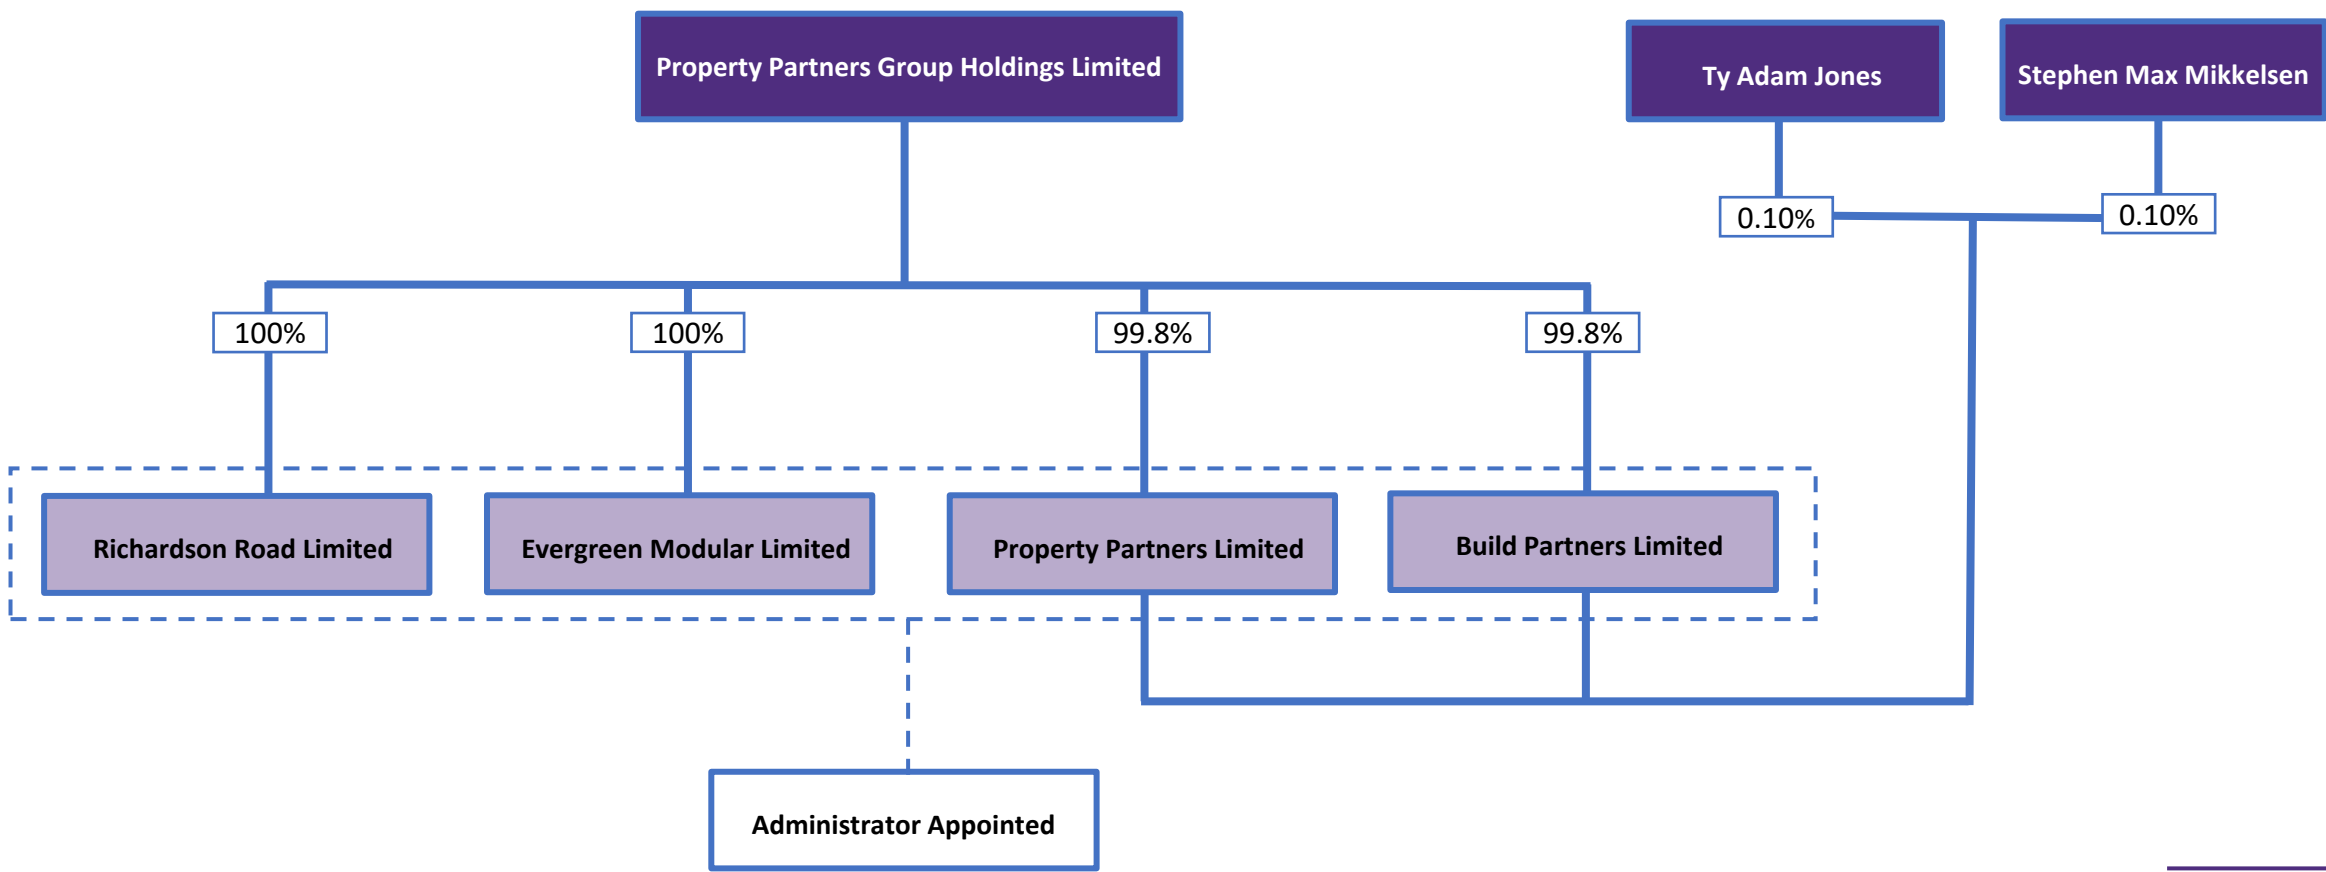 Property Partners Group Holdings Limited
Ty Adam Jones
Stephen Max Mikkelsen
0.10%
0.10%
100%
100%
99.8%
99.8%
Richardson Road Limited
Evergreen Modular Limited
Property Partners Limited
Build Partners Limited
Administrator Appointed